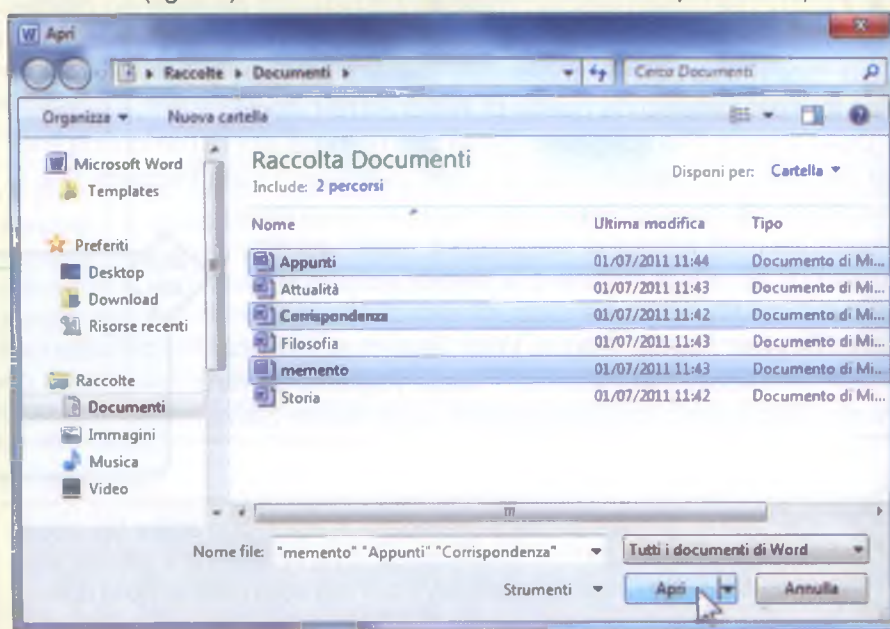 Apri
Raccolte ▸ Documenti ▸
Cerca Documenti
Organizza ▾ Nuova cartella
Microsoft Word
Templates
Preferiti
Desktop
Download
Risorse recenti
Raccolte
Documenti
Immagini
Musica
Video
Raccolta Documenti
Include: 2 percorsi
Disponi per: Cartella ▾
Nome Ultima modifica Tipo
Appunti 01/07/2011 11:44 Documento di Mi...
Attualità 01/07/2011 11:43 Documento di Mi...
Corrispondenza 01/07/2011 11:42 Documento di Mi...
Filosofia 01/07/2011 11:43 Documento di Mi...
memento 01/07/2011 11:43 Documento di Mi...
Storia 01/07/2011 11:42 Documento di Mi...
Nome file: "memento" "Appunti" "Corrispondenza" Tutti i documenti di Word
Strumenti ▾ Apri Annulla